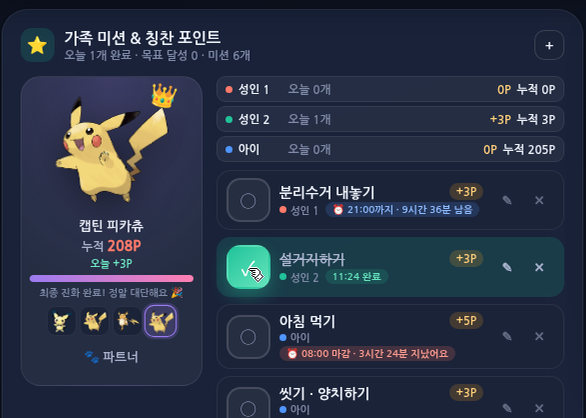 가족 미션 & 칭찬 포인트
오늘 1개 완료 · 목표 달성 0 · 미션 6개
+
캡틴 피카츄
누적 208P
오늘 +3P
최종 진화 완료! 정말 대단해요 🎉
🐾 파트너
성인 1 오늘 0개 0P 누적 0P
성인 2 오늘 1개 +3P 누적 3P
아이 오늘 0개 0P 누적 205P
분리수거 내놓기 +3P
성인 1 ⏰ 21:00까지 · 9시간 36분 남음
설거지하기 +3P
성인 2 11:24 완료
아침 먹기 +5P
아이
⏰ 08:00 마감 · 3시간 24분 지났어요
씻기 · 양치하기 +3P
아이